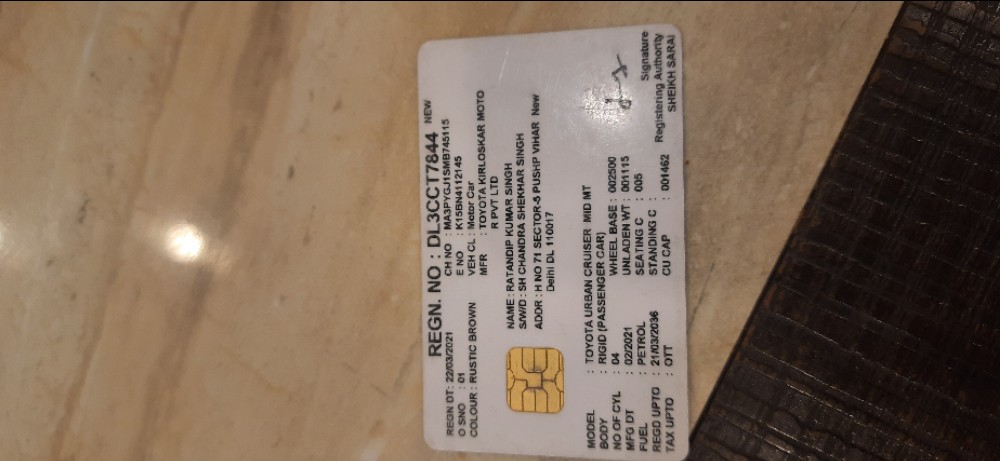 REGN. NO : DL3CCT7844 NEW
REGN DT : 22/03/2021 CH NO : MA3PYGJ1SMB745115
O SNO : 01 E NO : K15BN4112145
COLOUR : RUSTIC BROWN VEH CL : Motor Car
MFR : TOYOTA KIRLOSKAR MOTO
R PVT LTD
NAME : RATANDIP KUMAR SINGH
S/W/D : SH CHANDRA SHEKHAR SINGH
ADDR : H NO 71 SECTOR-5 PUSHP VIHAR New
Delhi DL 110017
MODEL : TOYOTA URBAN CRUISER MID MT
BODY : RIGID (PASSENGER CAR)
NO OF CYL : 04 WHEEL BASE : 002500
MFG DT : 02/2021 UNLADEN WT : 001115
FUEL : PETROL SEATING C : 005 Signature
REGD UPTO : 21/03/2036 STANDING C : Registering Authority
TAX UPTO : OTT CU CAP : 001462 SHEIKH SARAI